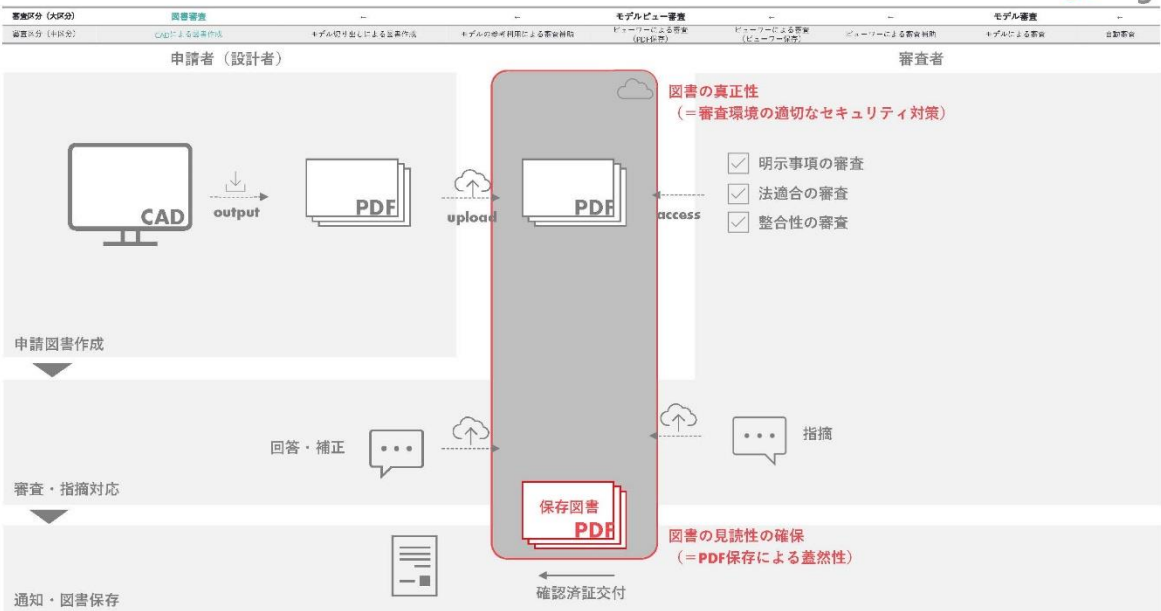 審査区分（大区分） 図書審査 ← ← モデルビュー審査 ← ← モデル審査 ←
審査区分（中区分） CADによる図書作成 モデル切り出しによる図書作成 モデルの参考利用による審査補助 ビューワーによる審査 ビューワーによる審査 ビューワーによる審査補助 モデルによる審査 自動審査
（PDF保存） （ビューワー保存）
申請者（設計者） 審査者
図書の真正性
（＝審査環境の適切なセキュリティ対策）
CAD
output
PDF
upload
PDF
access
明示事項の審査
法適合の審査
整合性の審査
申請図書作成
回答・補正
指摘
審査・指摘対応
保存図書
PDF
図書の見読性の確保
（＝PDF保存による蓋然性）
確認済証交付
通知・図書保存